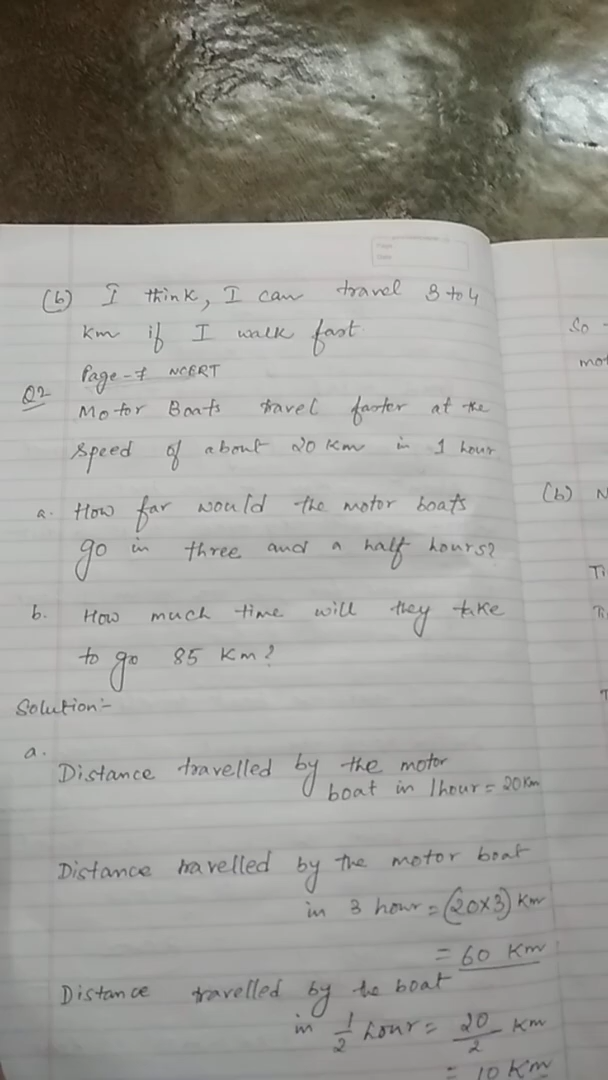 (b) I think, I can travel 3 to 4
km if I walk fast
Page-7 NCERT
Q2 Motor Boats travel faster at the
speed of about 20 Km in 1 hour
a. How far would the motor boats
go in three and a half hours?
b. How much time will they take
to go 85 Km?
Solution:-
a.
Distance travelled by the motor
boat in 1 hour = 20 Km
Distance travelled by the motor boat
in 3 hour = (20x3) Km
= 60 Km
Distance travelled by the boat
in 1/2 hour = 20/2 Km
= 10 Km
So
(b)